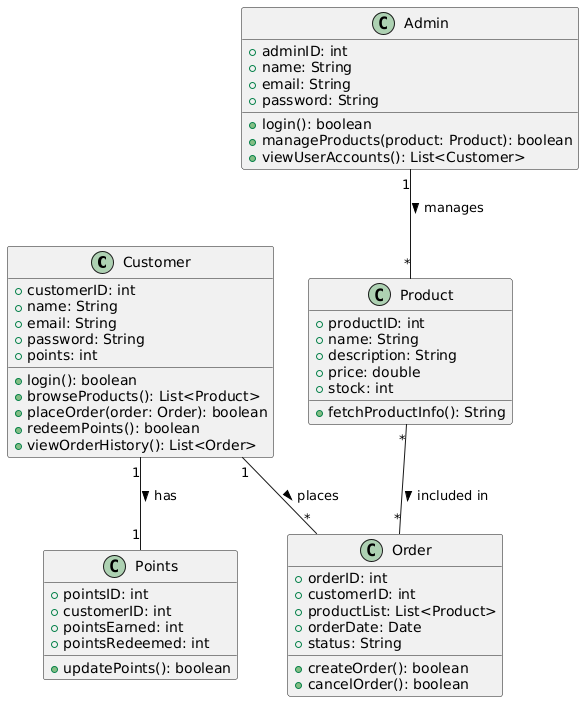 C Admin
adminID: int
name: String
email: String
password: String
login(): boolean
manageProducts(product: Product): boolean
viewUserAccounts(): List<Customer>
1
manages
*
C Customer
customerID: int
name: String
email: String
password: String
points: int
login(): boolean
browseProducts(): List<Product>
placeOrder(order: Order): boolean
redeemPoints(): boolean
viewOrderHistory(): List<Order>
C Product
productID: int
name: String
description: String
price: double
stock: int
fetchProductInfo(): String
1
has
1
1
places
*
*
included in
*
C Points
pointsID: int
customerID: int
pointsEarned: int
pointsRedeemed: int
updatePoints(): boolean
C Order
orderID: int
customerID: int
productList: List<Product>
orderDate: Date
status: String
createOrder(): boolean
cancelOrder(): boolean